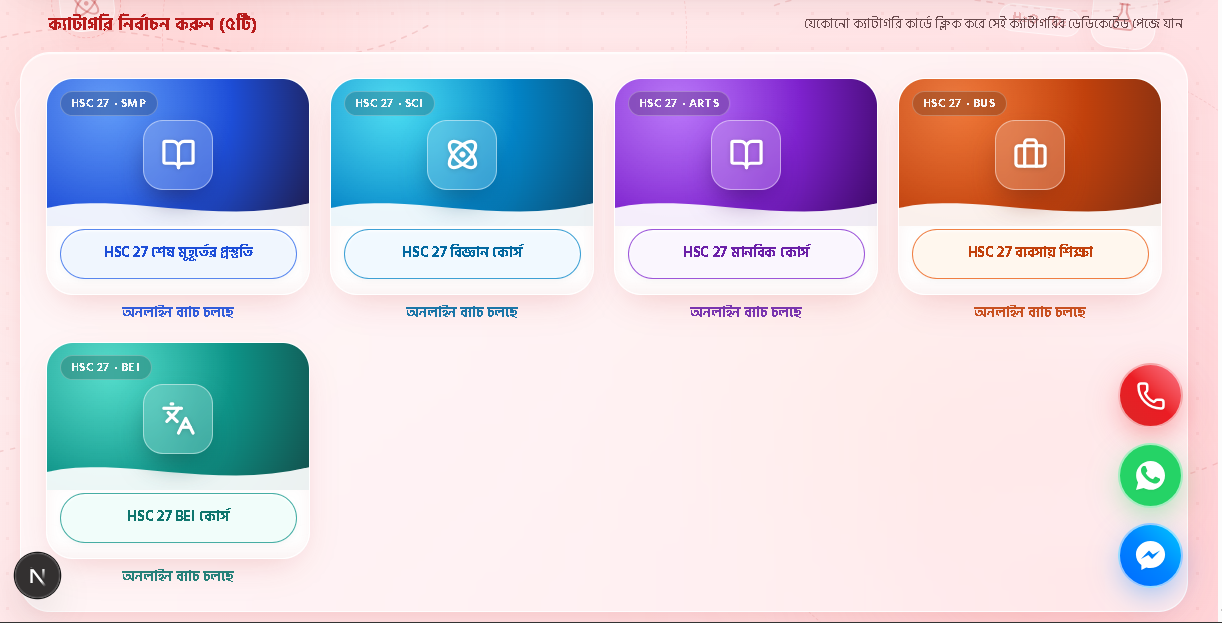 ক্যাটাগরি নির্বাচন করুন (৫টি)
যেকোনো ক্যাটাগরি কার্ডে ক্লিক করে সেই ক্যাটাগরির ডেডিকেটেড পেজে যান
HSC 27 · SMP
HSC 27 · SCI
HSC 27 · ARTS
HSC 27 · BUS
HSC 27 শেষ মুহূর্তের প্রস্তুতি
HSC 27 বিজ্ঞান কোর্স
HSC 27 মানবিক কোর্স
HSC 27 ব্যবসায় শিক্ষা
অনলাইন ব্যাচ চলছে
অনলাইন ব্যাচ চলছে
অনলাইন ব্যাচ চলছে
অনলাইন ব্যাচ চলছে
HSC 27 · BEI
HSC 27 BEI কোর্স
অনলাইন ব্যাচ চলছে
N